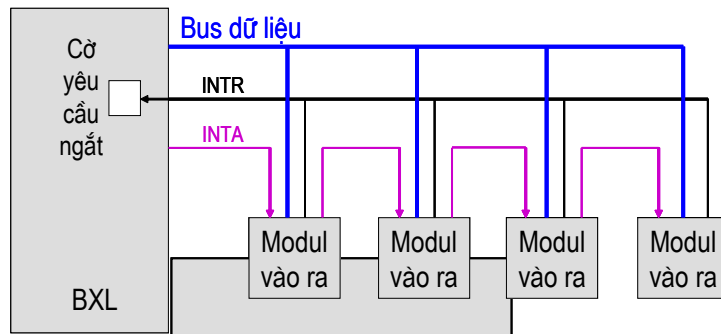 Bus dữ liệu
Cờ
yêu
cầu
ngắt
INTR
INTA
Modul
vào ra
Modul
vào ra
Modul
vào ra
Modul
vào ra
BXL